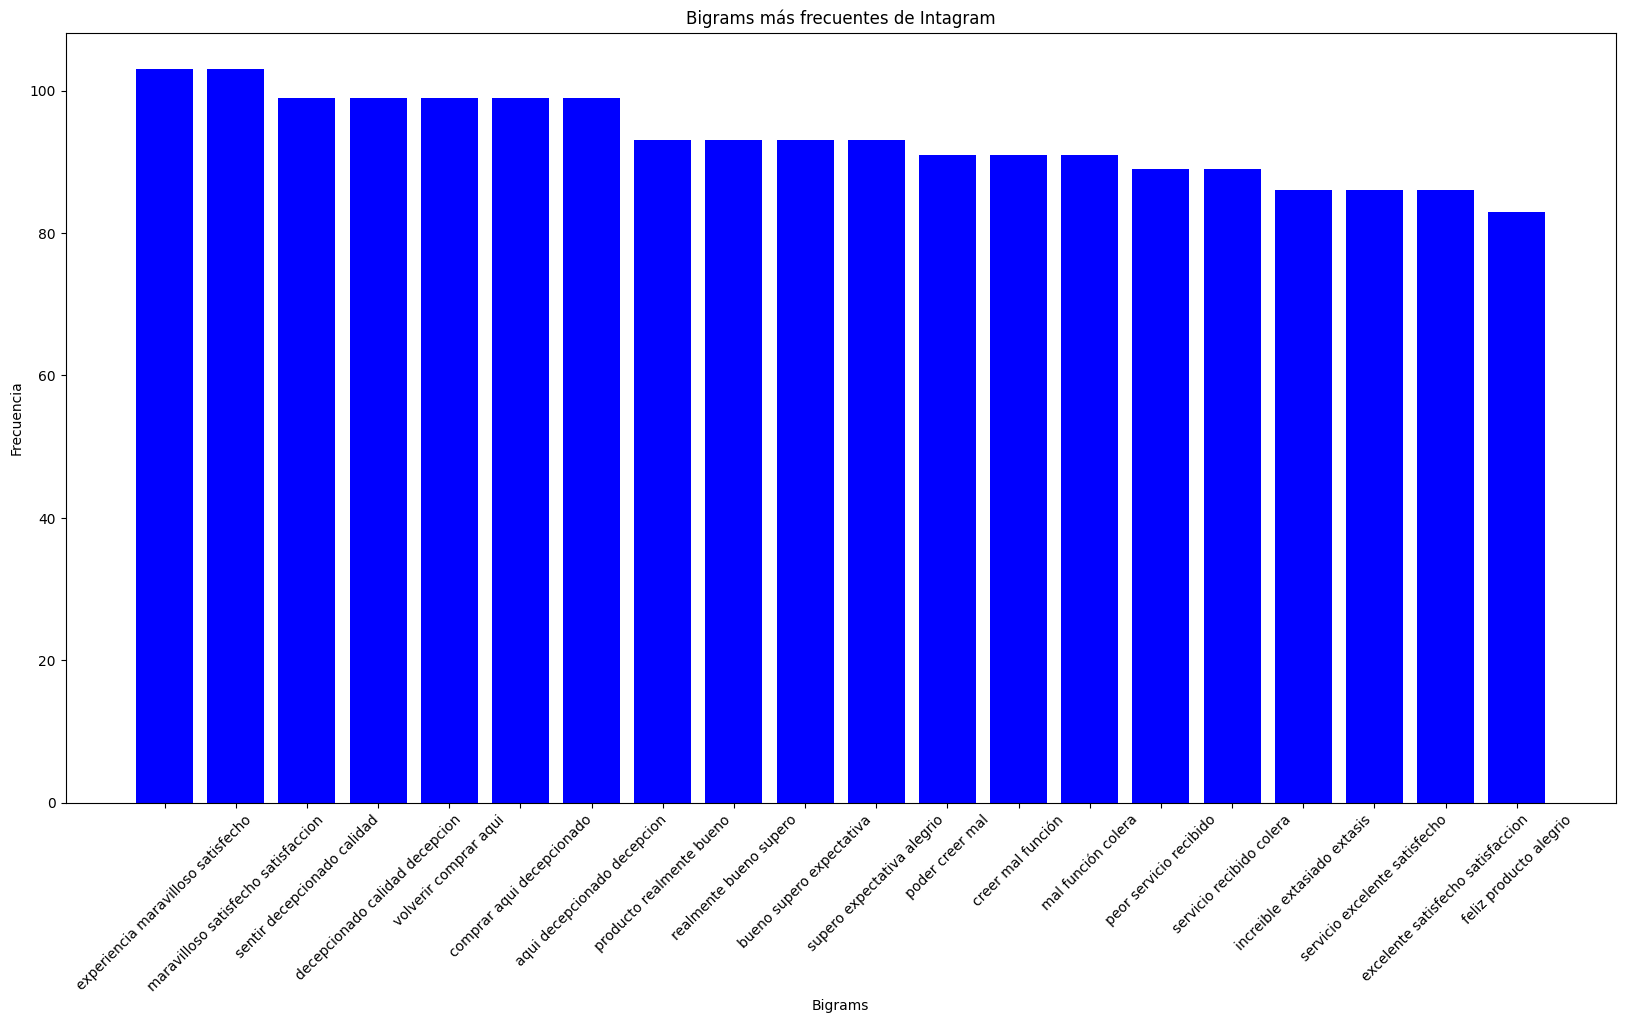 Bigrams más frecuentes de Intagram
Frecuencia
100
80
60
40
20
0
experiencia maravilloso satisfecho
maravilloso satisfecho satisfaccion
sentir decepcionado calidad
decepcionado calidad decepcion
volverir comprar aqui
comprar aqui decepcionado
aqui decepcionado decepcion
producto realmente bueno
realmente bueno supero
bueno supero expectativa
supero expectativa alegrio
poder creer mal
creer mal función
mal función colera
peor servicio recibido
servicio recibido colera
increible extasiado extasis
servicio excelente satisfecho
excelente satisfecho satisfaccion
feliz producto alegrio
Bigrams